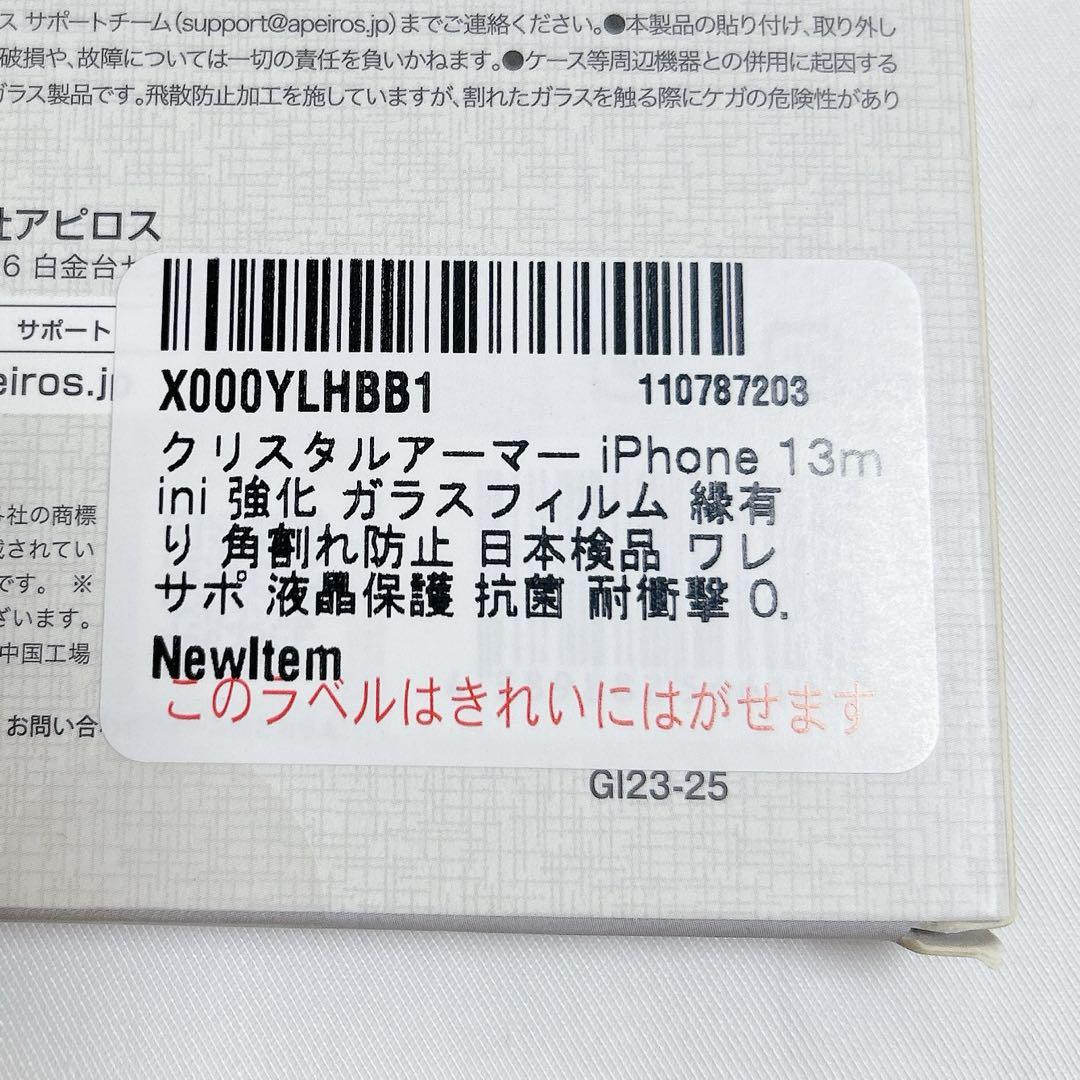 ス サポートチーム(support@apeiros.jp)までご連絡ください。●本製品の貼り付け、取り外し
破損や、故障については一切の責任を負いかねます。●ケース等周辺機器との併用に起因する
ガラス製品です。飛散防止加工を施していますが、割れたガラスを触る際にケガの危険性があり
社アピロス
6 白金台
サポート
eiros.jp
X000YLHBB1 110787203
クリスタルアーマー iPhone 13m
ini 強化 ガラスフィルム 縁有
り 角割れ防止 日本検品 ワレ
サポ 液晶保護 抗菌 耐衝撃 0.
NewItem
このラベルはきれいにはがせます
社の商標
されてい
です。 ※
ざいます。
中国工場
お問い合
GI23-25